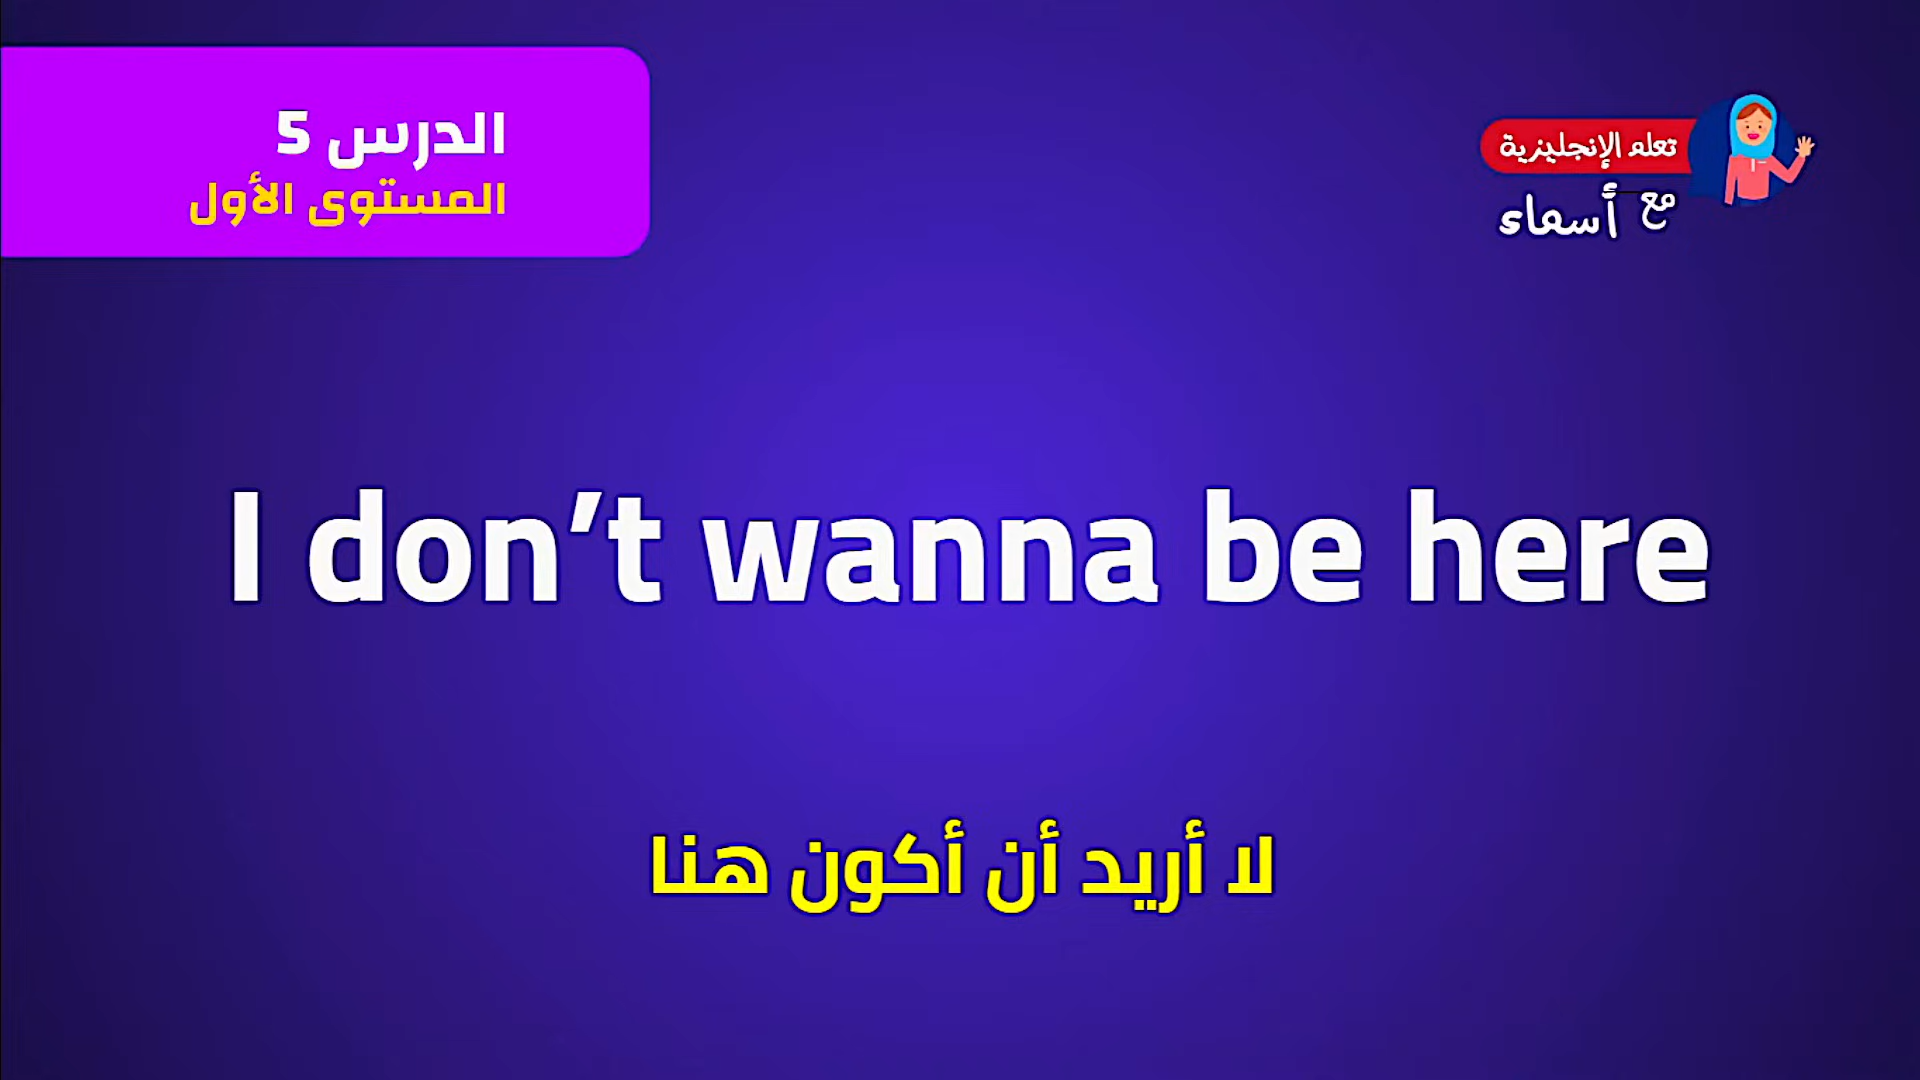 الدرس 5
المستوى الأول
تعلم الإنجليزية
مع أسماء
I don’t wanna be here
لا أريد أن أكون هنا